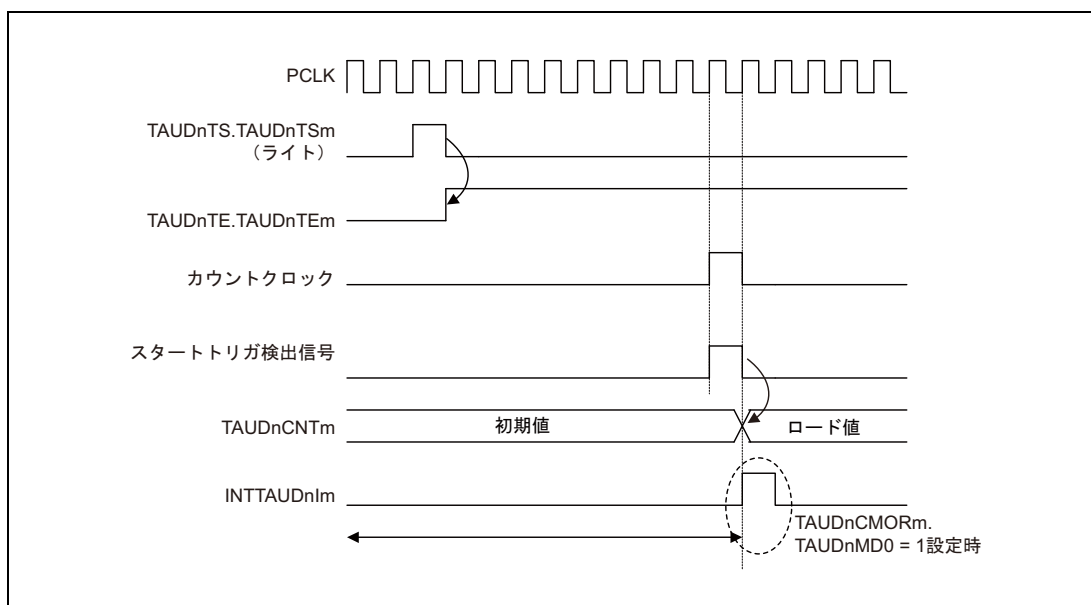 PCLK
TAUDnTS.TAUDnTSm
（ライト）
TAUDnTE.TAUDnTEm
カウントクロック
スタートトリガ検出信号
TAUDnCNTm
初期値
ロード値
INTTAUDnIm
TAUDnCMORm.
TAUDnMD0 = 1設定時